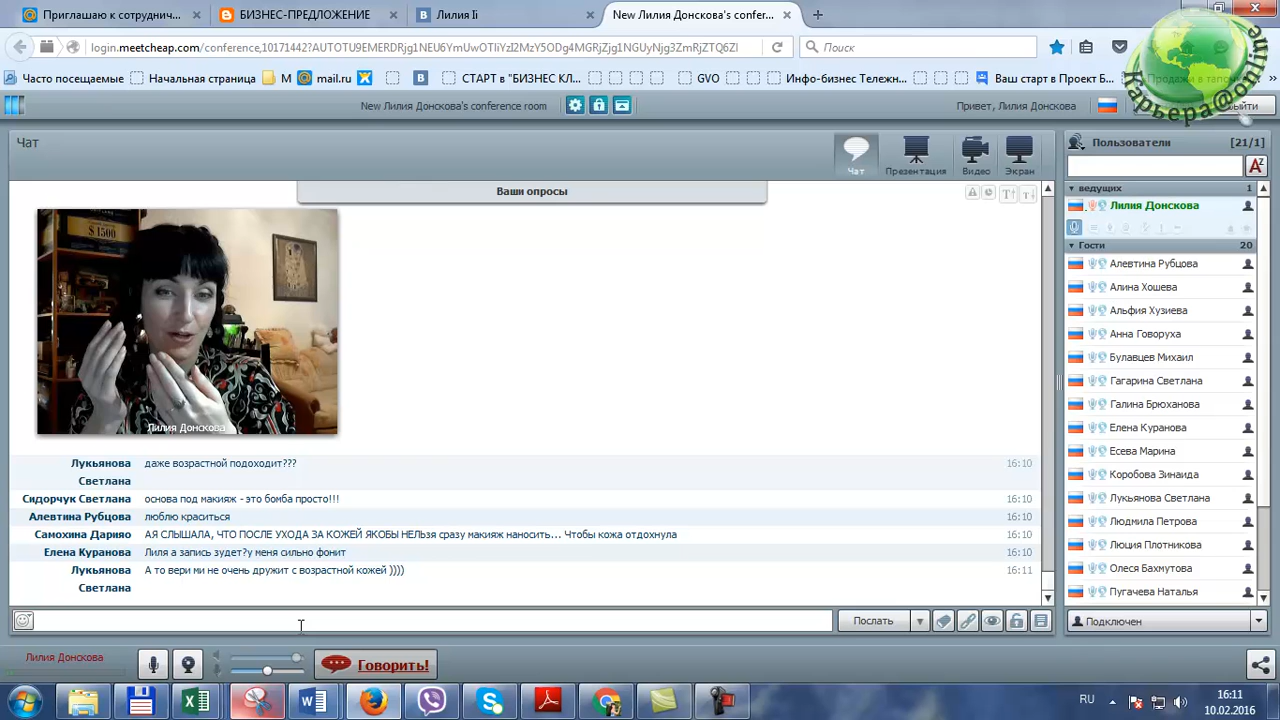 Приглашаю к сотруднич...
БИЗНЕС-ПРЕДЛОЖЕНИЕ
Лилия Ii
New Лилия Донскова's confer...
Поиск
Часто посещаемые
Начальная страница
М
mail.ru
СТАРТ в "БИЗНЕС КЛ...
GVO
Инфо-бизнес Тележн...
Ваш старт в Проект Б...
Карьера@online
New Лилия Донскова's conference room
Привет, Лилия Донскова
Чат
Чат
Презентация
Видео
Экран
Пользователи
[21/1]
Ваши опросы
ведущих 1
Лилия Донскова
Гости 20
Алевтина Рубцова
Алина Хошева
Альфия Хузиева
Анна Говоруха
Булавцев Михаил
Гагарина Светлана
Галина Брюханова
Елена Куранова
Есева Марина
Коробова Зинаида
Лукьянова Светлана
Людмила Петрова
Люция Плотникова
Олеся Бахмутова
Пугачева Наталья
$ 1500
Лилия Донскова
Лукьянова даже возрастной подоходит??? 16:10
Светлана
Сидорчук Светлана основа под макияж - это бомба просто!!! 16:10
Алевтина Рубцова люблю краситься 16:10
Самохина Дарияо АЯ СЛЫШАЛА, ЧТО ПОСЛЕ УХОДА ЗА КОЖЕЙ ЯКОБЫ НЕЛЬзя сразу макияж наносить... Чтобы кожа отдохнула 16:10
Елена Куранова Лиля а запись зудет?у меня сильно фонит 16:10
Лукьянова А то вери ми не очень дружит с возрастной кожей )))) 16:11
Светлана
Послать
Подключен
Лилия Донскова
Говорить!
RU
16:11
10.02.2016